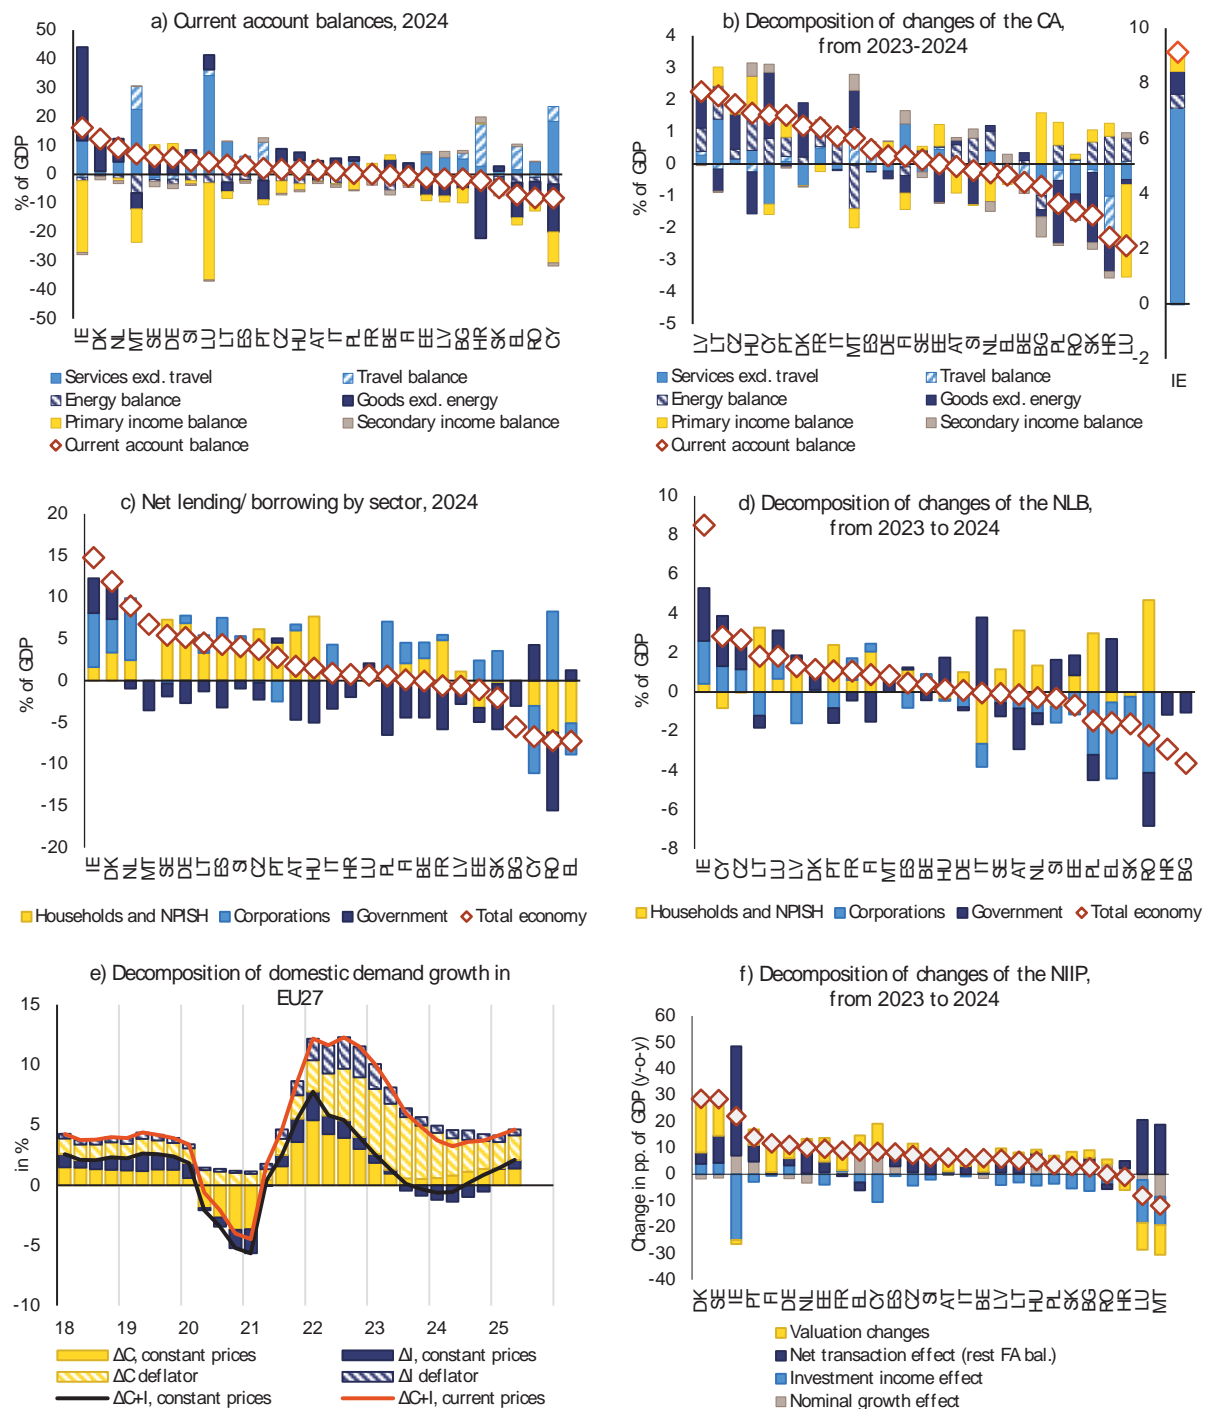 a) Current account balances, 2024
% of GDP
50
40
30
20
10
0
-10
-20
-30
-40
-50
IE DK NL MT SE DE SI LU LT ES PT CZ HU AT IT PL FR BE FI EE LV BG HR SK EL RO CY
Services excl. travel
Travel balance
Energy balance
Goods excl. energy
Primary income balance
Secondary income balance
Current account balance
b) Decomposition of changes of the CA,
from 2023-2024
% of GDP
4
3
2
1
0
-1
-2
-3
-4
-5
LV LT CZ HU CY PT DK FR IT MT ES DE FI SE EE AT SI NL EL BE BG PL RO SK HR LU
10
8
6
4
2
0
-2
IE
Services excl. travel
Travel balance
Energy balance
Goods excl. energy
Primary income balance
Secondary income balance
Current account balance
c) Net lending/ borrowing by sector, 2024
% of GDP
20
15
10
5
0
-5
-10
-15
-20
IE DK NL MT SE DE LT ES SI CZ PT AT HU IT HR LU PL FI BE FR LV EE SK BG CY RO EL
Households and NPISH
Corporations
Government
Total economy
d) Decomposition of changes of the NLB,
from 2023 to 2024
% of GDP
10
8
6
4
2
0
-2
-4
-6
-8
IE CY CZ LT LU LV DK PT FR FI MT ES BE HU DE IT SE AT NL SI EE PL EL SK RO HR BG
Households and NPISH
Corporations
Government
Total economy
e) Decomposition of domestic demand growth in
EU27
in %
15
10
5
0
-5
-10
18 19 20 21 22 23 24 25
ΔC, constant prices
ΔI, constant prices
ΔC deflator
ΔI deflator
ΔC+I, constant prices
ΔC+I, current prices
f) Decomposition of changes of the NIIP,
from 2023 to 2024
Change in pp. of GDP (y-o-y)
60
50
40
30
20
10
0
-10
-20
-30
-40
DK SE IE PT FI DE NL EE FR EL CY ES CZ SI AT IT BE LV LT HU PL SK BG RO HR LU MT
Valuation changes
Net transaction effect (rest FA bal.)
Investment income effect
Nominal growth effect